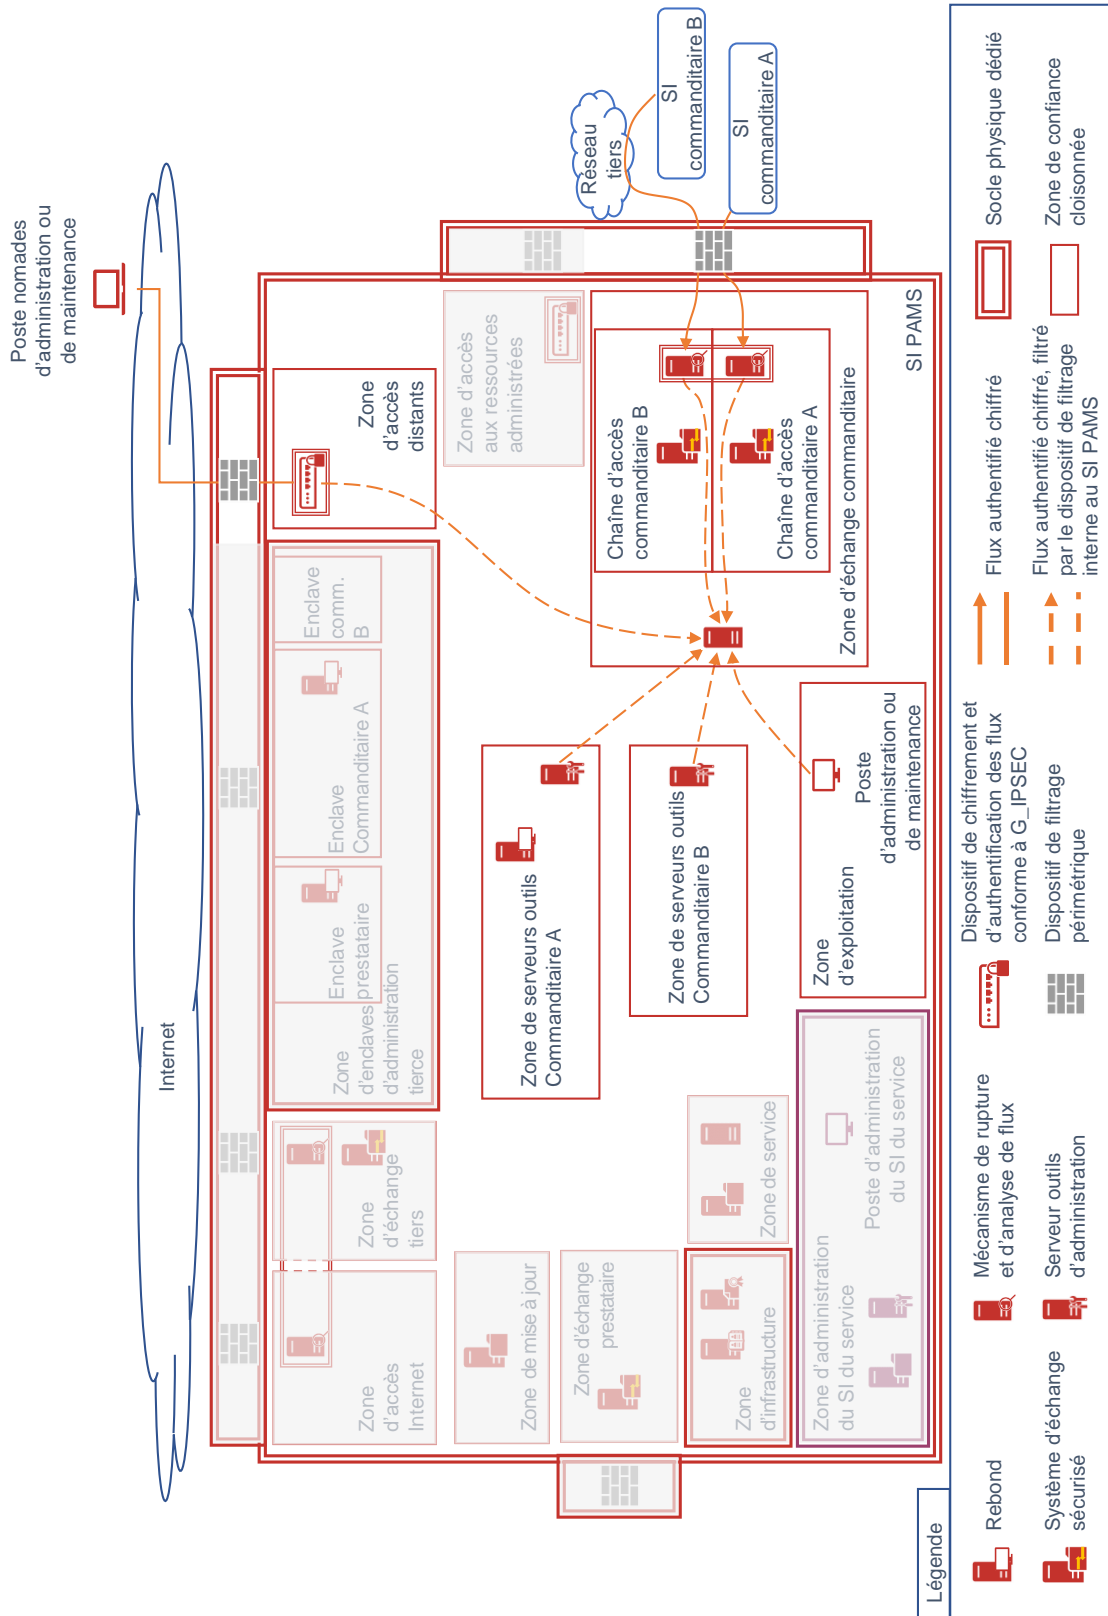 Poste nomades
d'administration ou
de maintenance
Internet
Zone
d'accès
Internet
Zone
d'échange
tiers
Zone
d'enclaves
d'administration
tierce
Enclave
prestataire
Enclave
Commanditaire A
Enclave
comm.
B
Zone
d'accès
distants
Zone de mise à jour
Zone d'échange
prestataire
Zone
d'infrastructure
Zone de service
Zone d'administration
du SI du service
Poste d'administration
du SI du service
Zone de serveurs outils
Commanditaire A
Zone de serveurs outils
Commanditaire B
Zone
d'exploitation
Poste
d'administration ou
de maintenance
Zone d'accès
aux ressources
administrées
Chaîne d'accès
commanditaire B
Chaîne d'accès
commanditaire A
Zone d'échange commanditaire
SI PAMS
Réseau
tiers
SI
commanditaire B
SI
commanditaire A
Légende
Rebond
Système d'échange
sécurisé
Mécanisme de rupture
et d'analyse de flux
Serveur outils
d'administration
Dispositif de chiffrement et
d'authentification des flux
conforme à G_IPSEC
Dispositif de filtrage
périmétrique
Flux authentifié chiffré
Flux authentifié chiffré, filtré
par le dispositif de filtrage
interne au SI PAMS
Socle physique dédié
Zone de confiance
cloisonnée